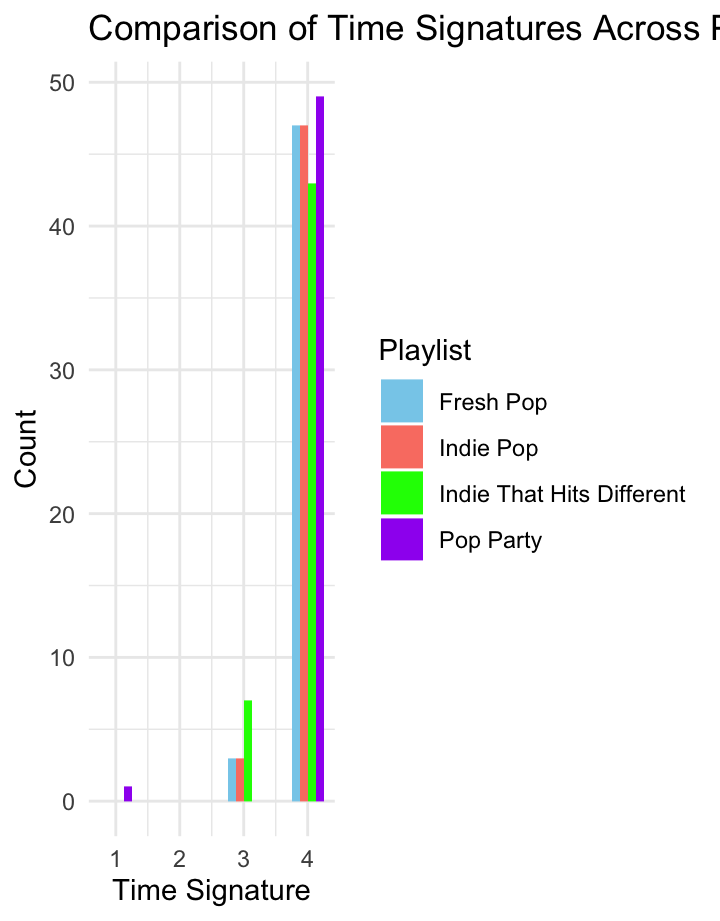 Comparison of Time Signatures Across
50
40
30
20
10
0
Count
1 2 3 4
Time Signature
Playlist
Fresh Pop
Indie Pop
Indie That Hits Different
Pop Party